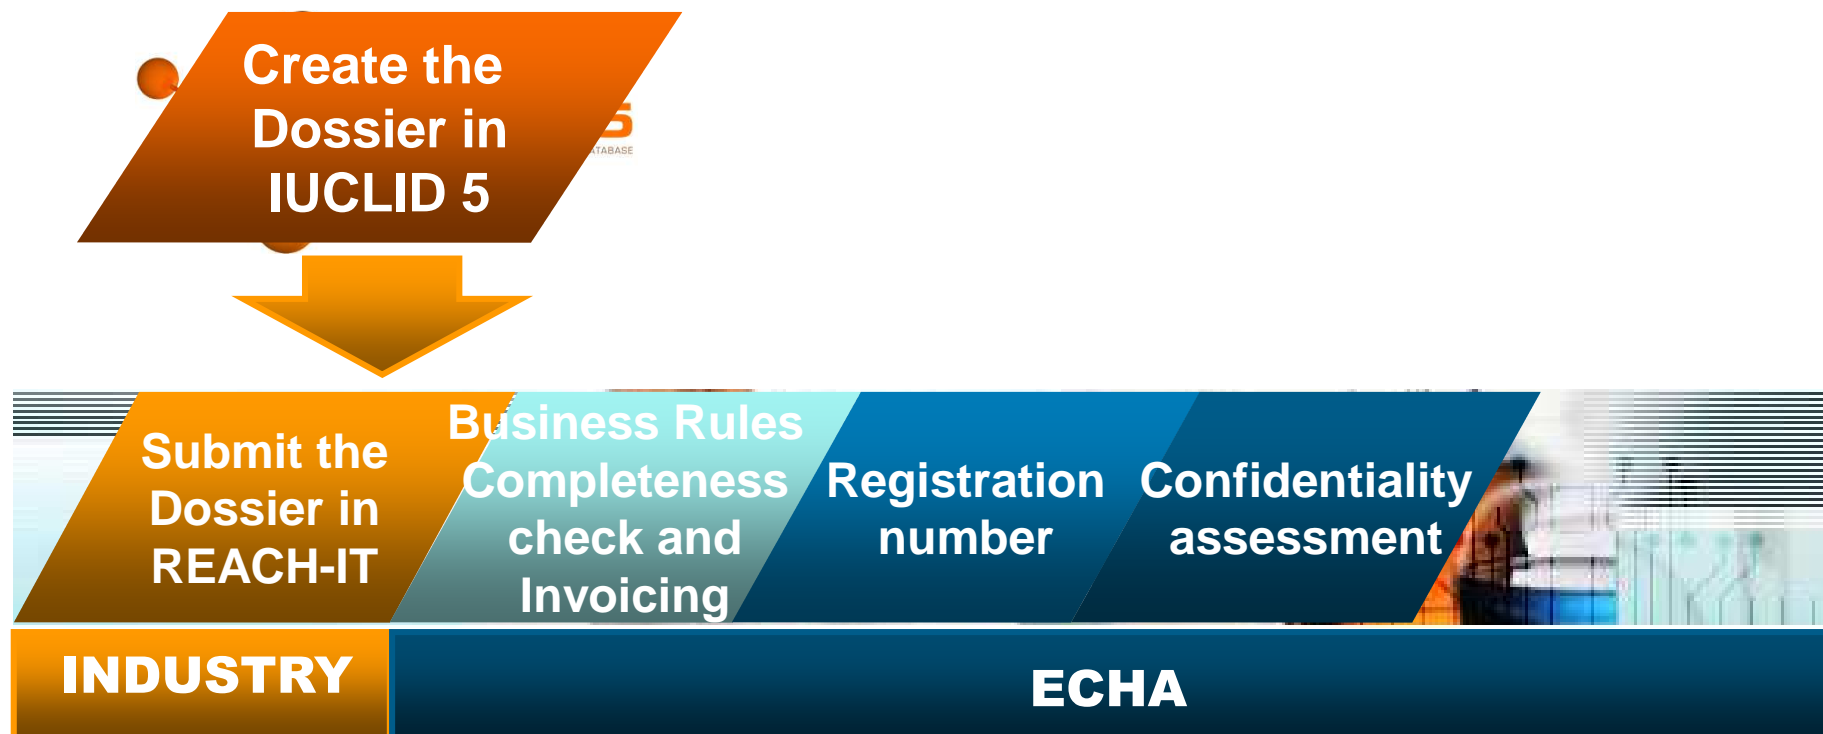 Create the
Dossier in
IUCLID 5
Submit the
Dossier in
REACH-IT
Business Rules
Completeness
check and
Invoicing
Registration
number
Confidentiality
assessment
INDUSTRY
ECHA